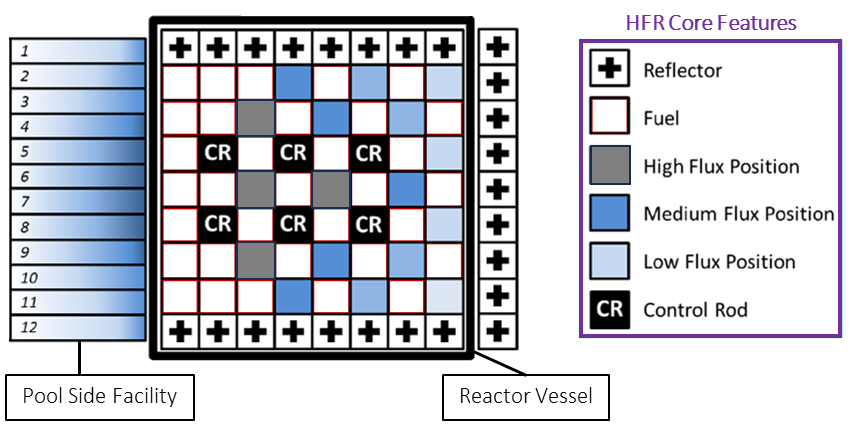 HFR Core Features
1
2
3
4
5
6
7
8
9
10
11
12
CR CR CR
CR CR CR
Reflector
Fuel
High Flux Position
Medium Flux Position
Low Flux Position
CR Control Rod
Pool Side Facility
Reactor Vessel